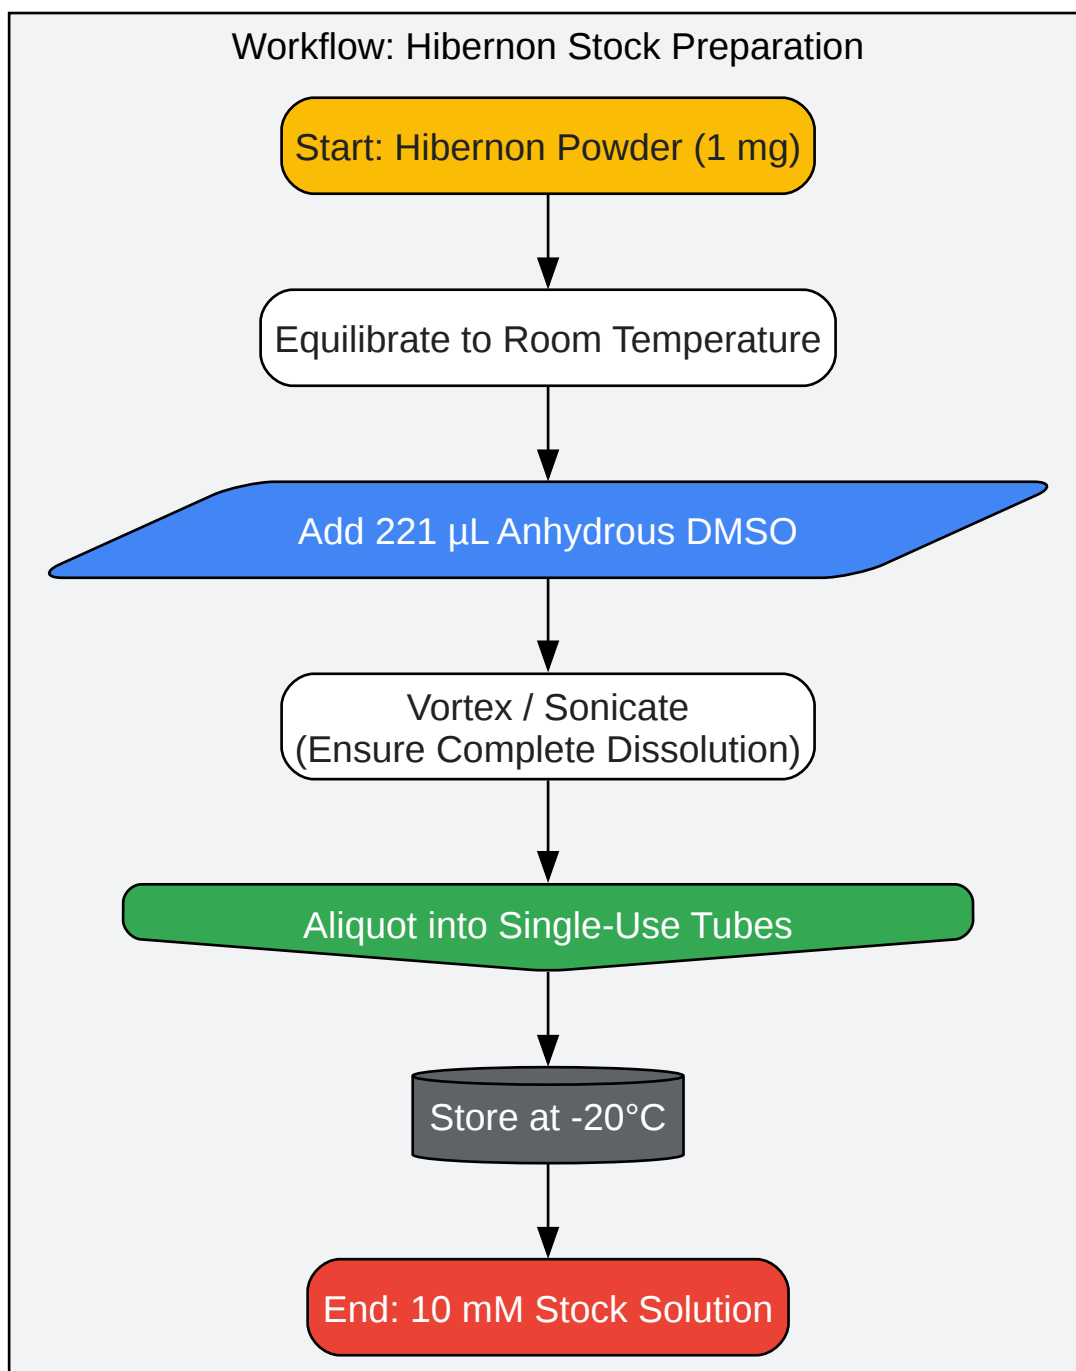 Workflow: Hibernon Stock Preparation
Start: Hibernon Powder (1 mg)
Equilibrate to Room Temperature
Add 221 µL Anhydrous DMSO
Vortex / Sonicate
(Ensure Complete Dissolution)
Aliquot into Single-Use Tubes
Store at -20°C
End: 10 mM Stock Solution